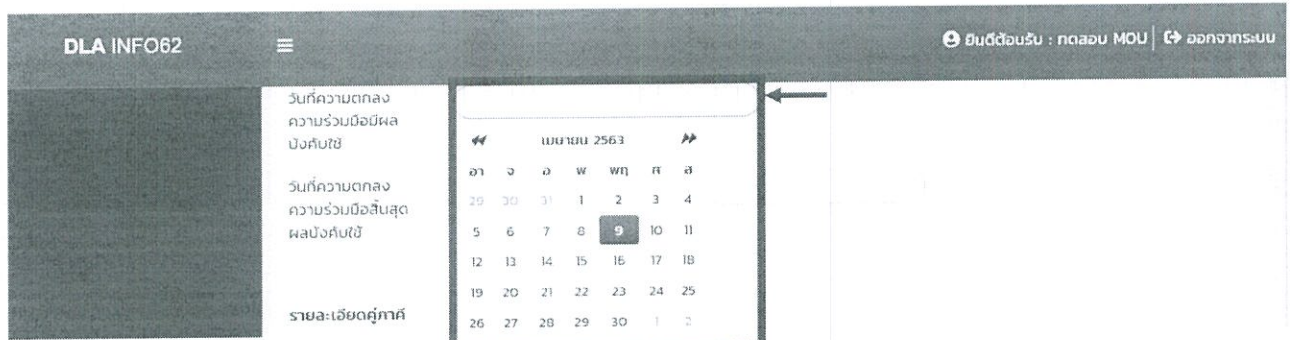 DLA INFO62
ยินดีต้อนรับ : ทดสอบ MOU ออกจากระบบ
วันที่ความตกลง
ความร่วมมือมีผล
บังคับใช้
เมษายน 2563
อา จ อ พ พฤ ศ ส
29 30 31 1 2 3 4
5 6 7 8 9 10 11
12 13 14 15 16 17 18
19 20 21 22 23 24 25
26 27 28 29 30 1 2
วันที่ความตกลง
ความร่วมมือสิ้นสุด
ผลบังคับใช้
รายละเอียดคู่ภาคี